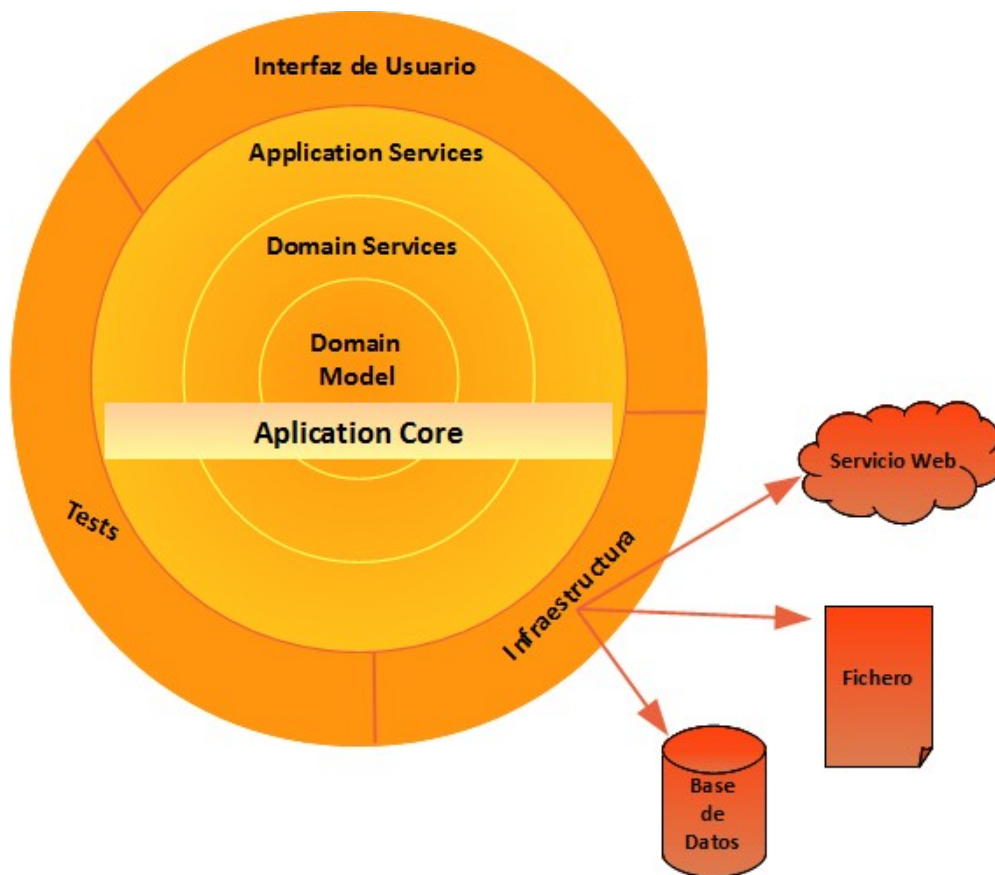 Interfaz de Usuario
Application Services
Domain Services
Domain
Model
Aplication Core
Tests
Infraestructura
Servicio Web
Fichero
Base
de
Datos